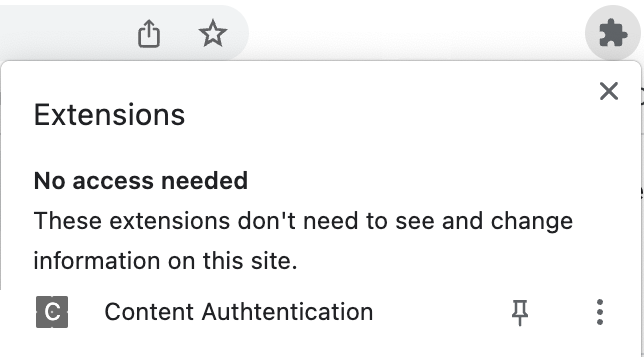 Extensions
No access needed
These extensions don't need to see and change
information on this site.
C Content Authtentication